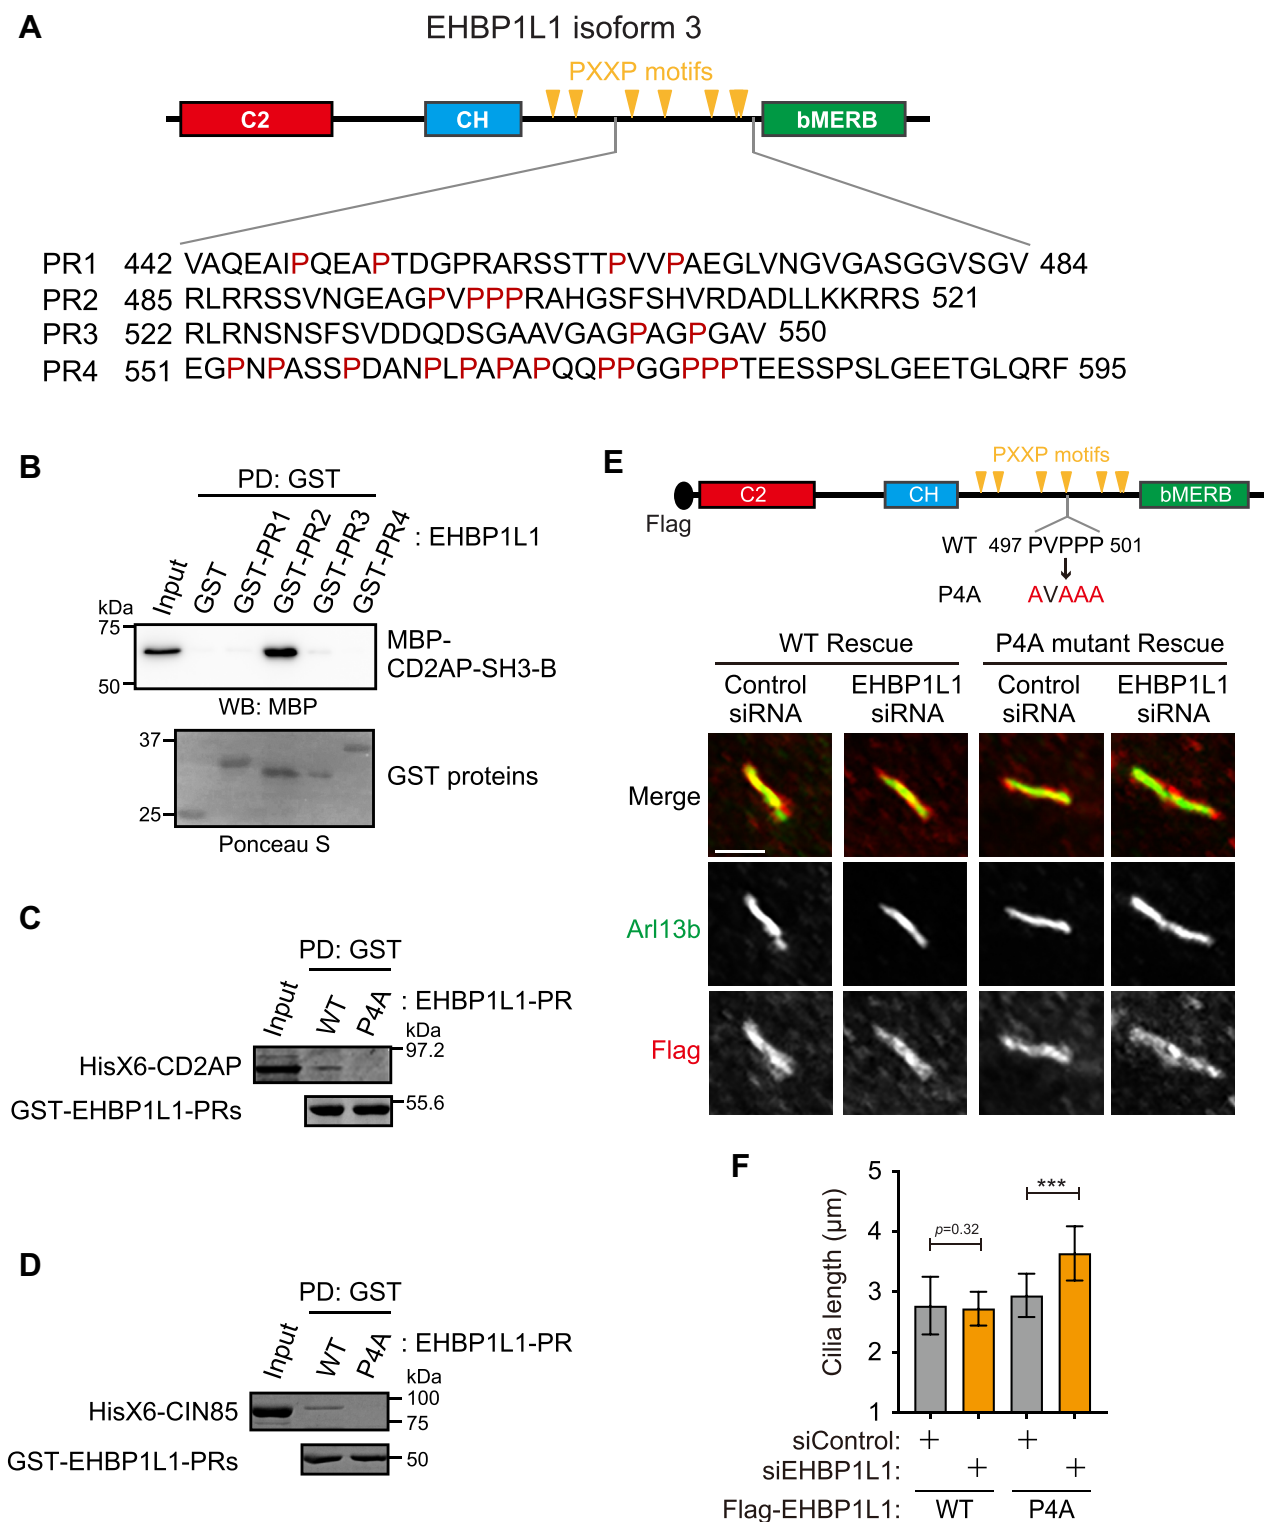 A
EHBP1L1 isoform 3
PXXP motifs
C2
CH
bMERB
PR1 442 VAQEAIPQEAPTDGPRARSSTTPVVPAEGLVNGVGASGGVSGV 484
PR2 485 RLRRSSVNGEAGPVPPPRAHGSFSHVRDADLLKKRRS 521
PR3 522 RLRNSNSFSVDDQDSGAAVGAGPAGPGAV 550
PR4 551 EGPNPASSPDANPLPAPAPQQPPGGPPPTEESSPSLGEETGLQRF 595
B
PD: GST
Input
GST
GST-PR1
GST-PR2
GST-PR3
GST-PR4
: EHBP1L1
kDa
75
50
MBP-
CD2AP-SH3-B
WB: MBP
37
25
GST proteins
Ponceau S
C
PD: GST
Input
WT
P4A
: EHBP1L1-PR
kDa
97.2
HisX6-CD2AP
55.6
GST-EHBP1L1-PRs
D
PD: GST
Input
WT
P4A
: EHBP1L1-PR
kDa
100
75
HisX6-CIN85
50
GST-EHBP1L1-PRs
E
PXXP motifs
C2
CH
bMERB
Flag
WT 497 PVPPP 501
P4A AVAAA
WT Rescue
P4A mutant Rescue
Control
siRNA
EHBP1L1
siRNA
Control
siRNA
EHBP1L1
siRNA
Merge
Arl13b
Flag
F
Cilia length (μm)
5
4
3
2
1
p=0.32
***
siControl: + +
siEHBP1L1: + +
Flag-EHBP1L1: WT P4A